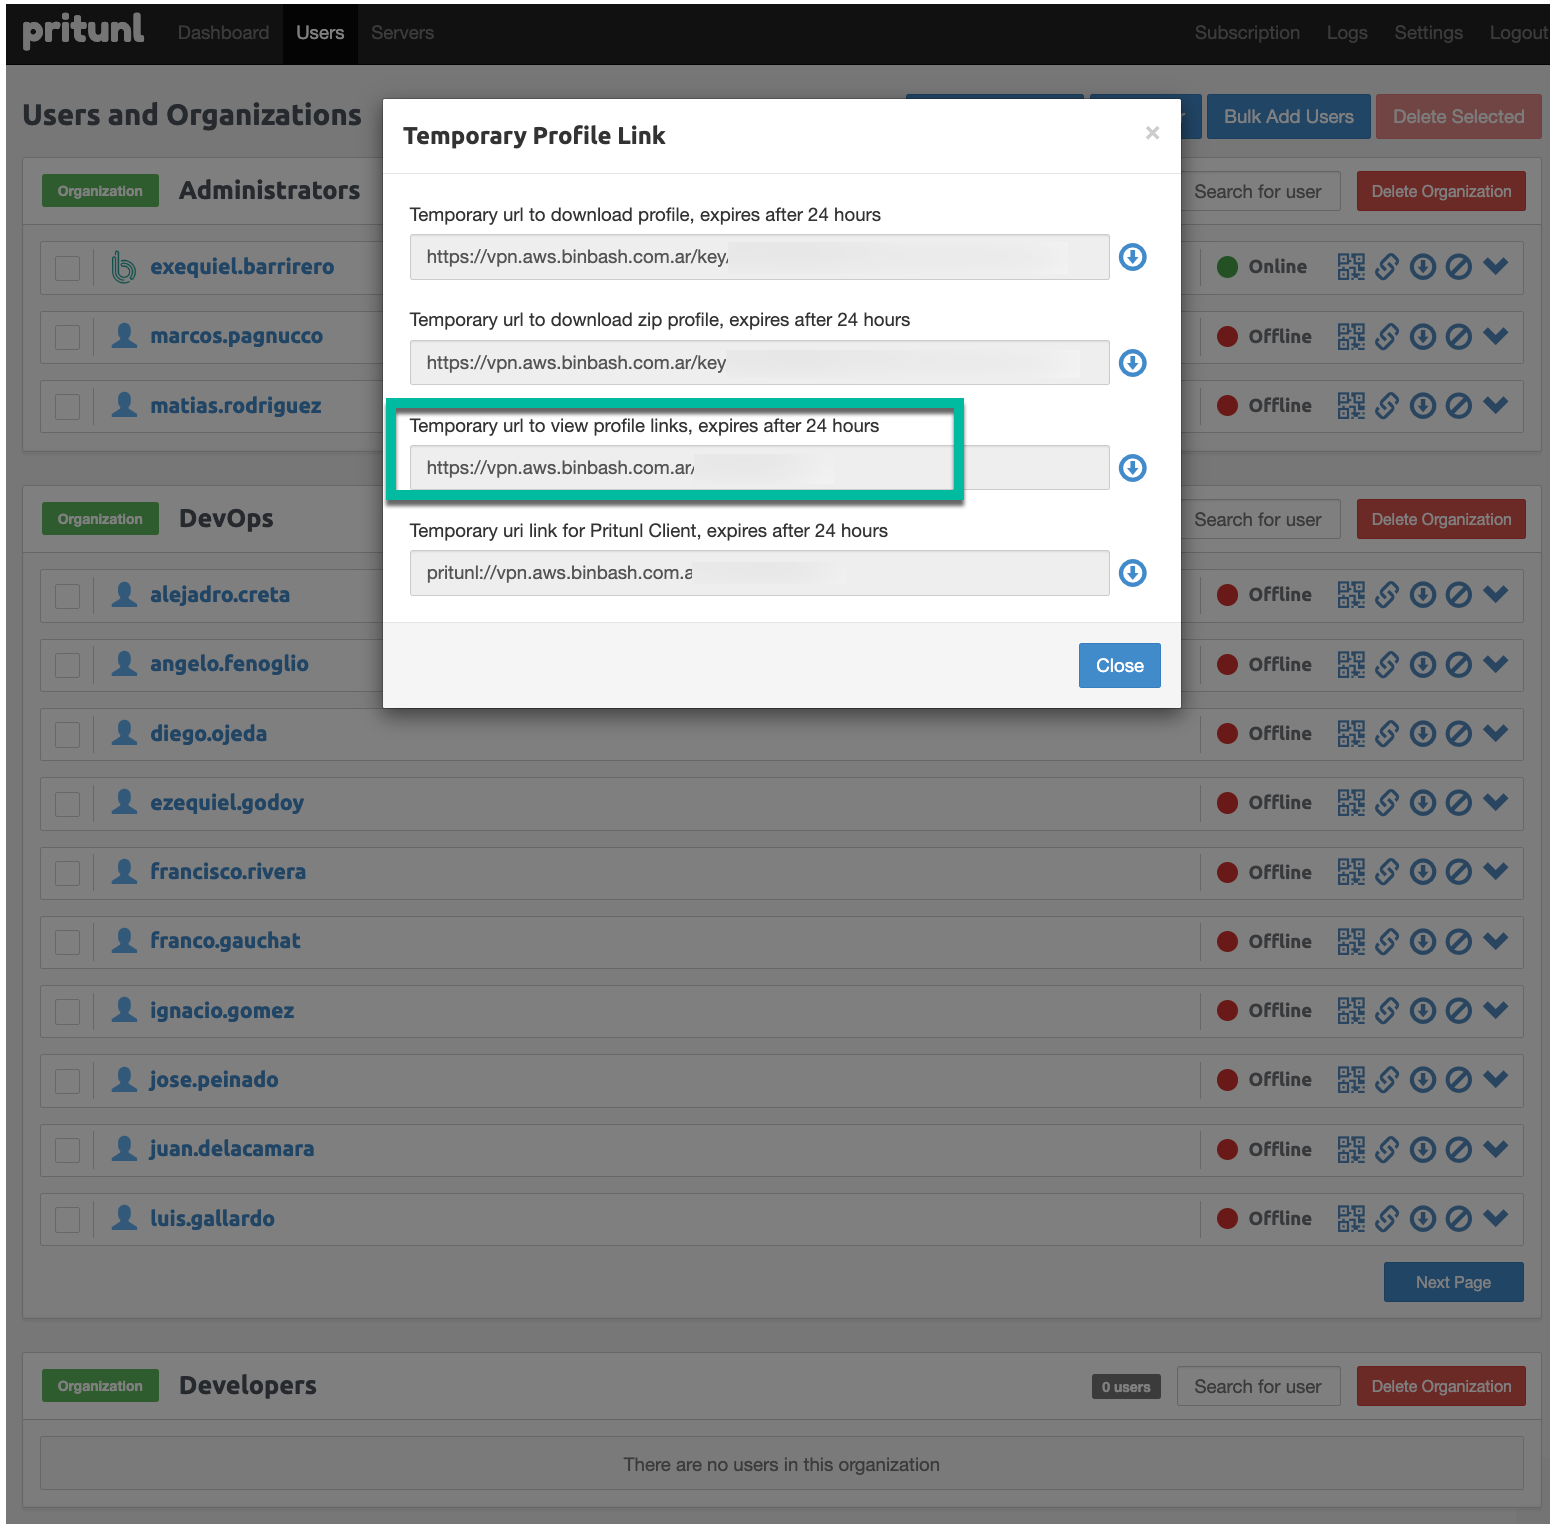 pritunl Dashboard Users Servers Subscription Logs Settings Logout
Users and Organizations
Bulk Add Users Delete Selected
Temporary Profile Link ×
Organization Administrators Search for user Delete Organization
Temporary url to download profile, expires after 24 hours
https://vpn.aws.binbash.com.ar/key/
exequiel.barrirero Online
Temporary url to download zip profile, expires after 24 hours
marcos.pagnucco Offline
https://vpn.aws.binbash.com.ar/key
matias.rodriguez Offline
Temporary url to view profile links, expires after 24 hours
https://vpn.aws.binbash.com.ar/
Organization DevOps Search for user Delete Organization
Temporary uri link for Pritunl Client, expires after 24 hours
pritunl://vpn.aws.binbash.com.a
alejadro.creta Offline
angelo.fenoglio Offline
Close
diego.ojeda Offline
ezequiel.godoy Offline
francisco.rivera Offline
franco.gauchat Offline
ignacio.gomez Offline
jose.peinado Offline
juan.delacamara Offline
luis.gallardo Offline
Next Page
Organization Developers 0 users Search for user Delete Organization
There are no users in this organization